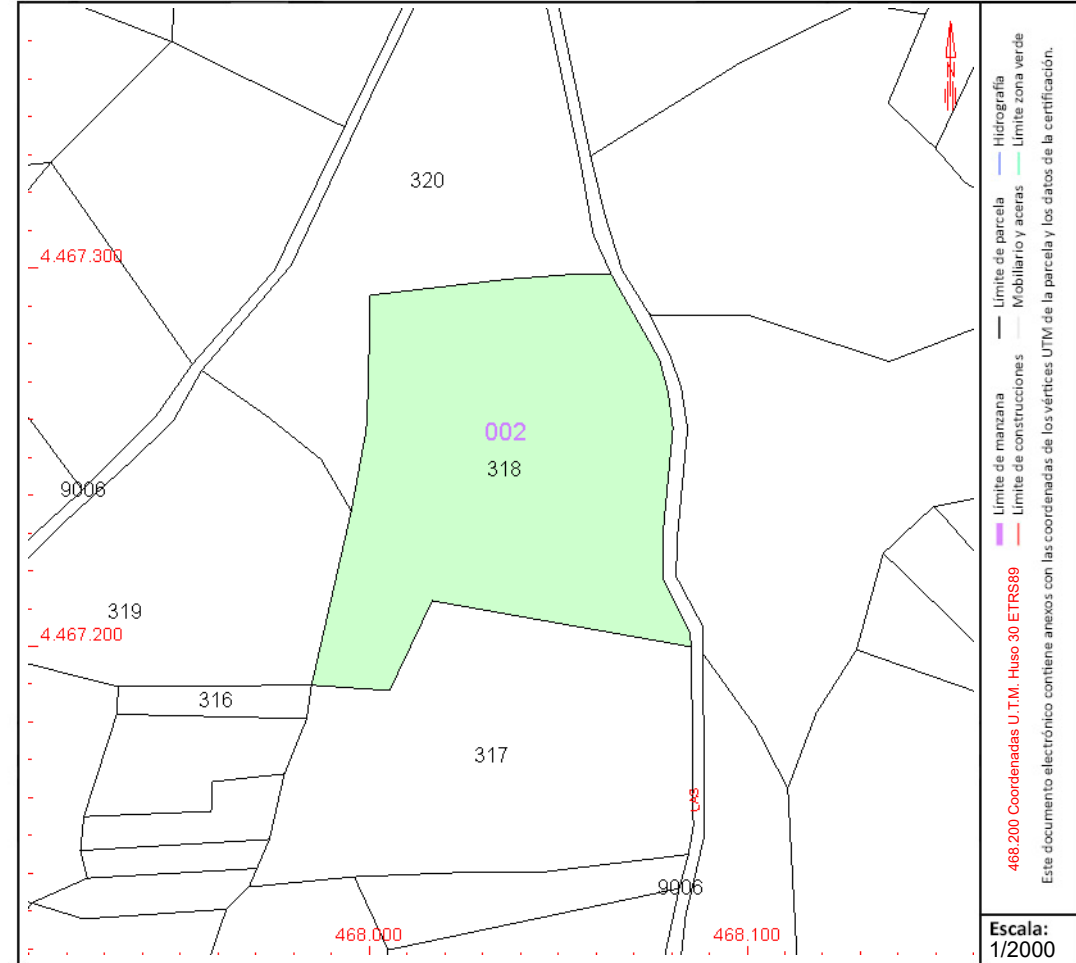 320
4.467.300
002
318
9006
319
4.467.200
316
317
LAS
9006
468.000
468.100
N
Límite de manzana
Límite de parcela
Hidrografía
Límite de construcciones
Mobiliario y aceras
Límite zona verde
468.200 Coordenadas U.T.M. Huso 30 ETRS89
Este documento electrónico contiene anexos con las coordenadas de los vértices UTM de la parcela y los datos de la certificación.
Escala:
1/2000